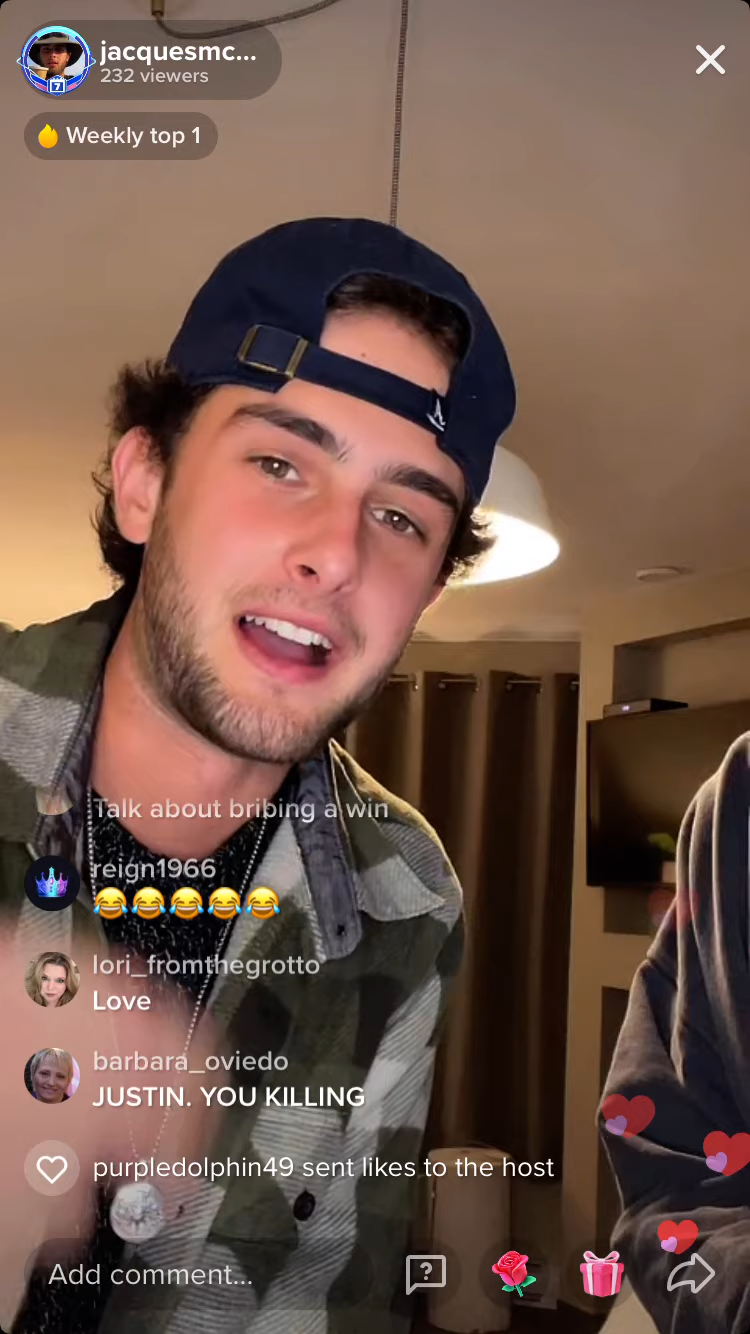 jacquesmc...
232 viewers
7
Weekly top 1
Talk about bribing a win
reign1966
😂😂😂😂😂
lori_fromthegrotto
Love
barbara_oviedo
JUSTIN. YOU KILLING
purpledolphin49 sent likes to the host
Add comment...
?